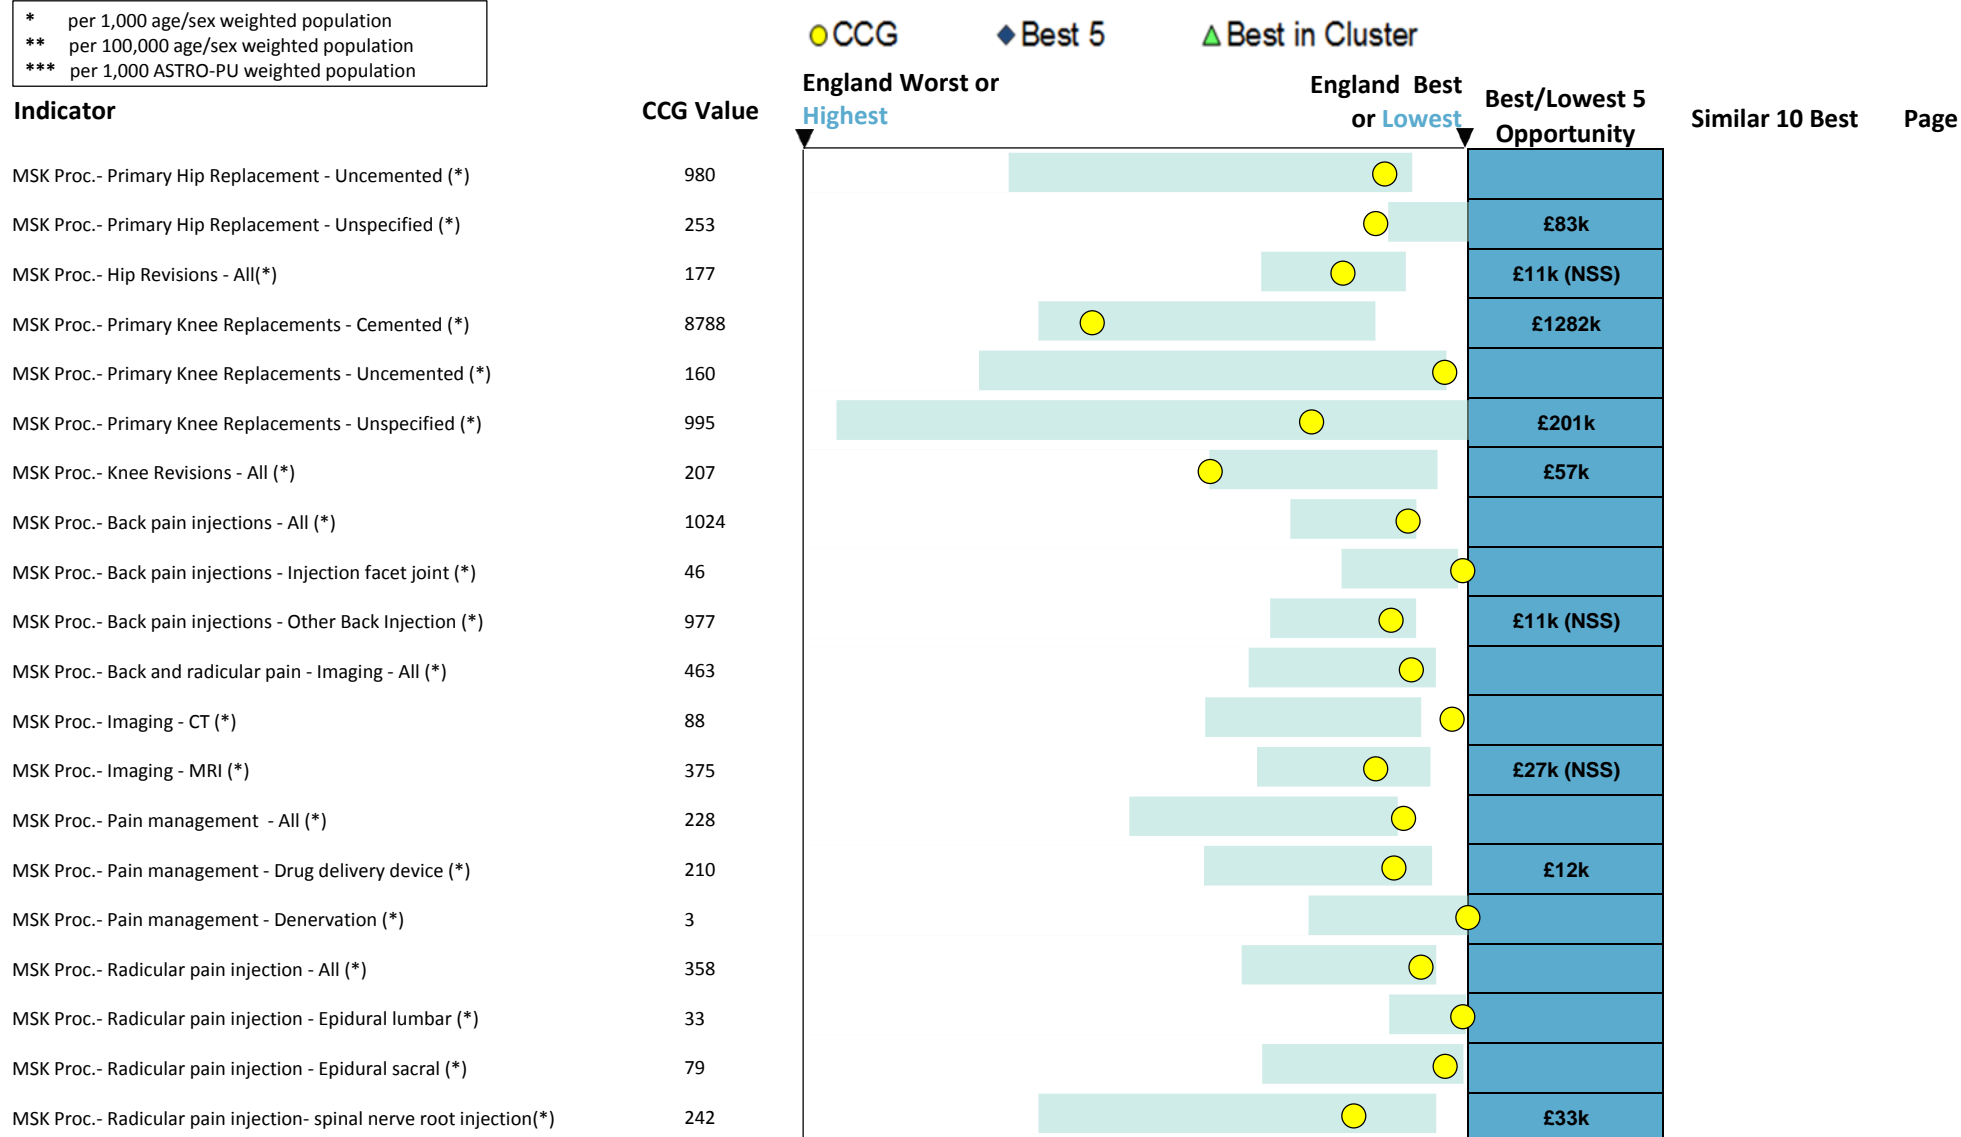 * per 1,000 age/sex weighted population
** per 100,000 age/sex weighted population
*** per 1,000 ASTRO-PU weighted population
CCG Best 5 Best in Cluster
Indicator CCG Value England Worst or Highest England Best or Lowest Best/Lowest 5 Opportunity Similar 10 Best Page
MSK Proc.- Primary Hip Replacement - Uncemented (*) 980
MSK Proc.- Primary Hip Replacement - Unspecified (*) 253 £83k
MSK Proc.- Hip Revisions - All(*) 177 £11k (NSS)
MSK Proc.- Primary Knee Replacements - Cemented (*) 8788 £1282k
MSK Proc.- Primary Knee Replacements - Uncemented (*) 160
MSK Proc.- Primary Knee Replacements - Unspecified (*) 995 £201k
MSK Proc.- Knee Revisions - All (*) 207 £57k
MSK Proc.- Back pain injections - All (*) 1024
MSK Proc.- Back pain injections - Injection facet joint (*) 46
MSK Proc.- Back pain injections - Other Back Injection (*) 977 £11k (NSS)
MSK Proc.- Back and radicular pain - Imaging - All (*) 463
MSK Proc.- Imaging - CT (*) 88
MSK Proc.- Imaging - MRI (*) 375 £27k (NSS)
MSK Proc.- Pain management - All (*) 228
MSK Proc.- Pain management - Drug delivery device (*) 210 £12k
MSK Proc.- Pain management - Denervation (*) 3
MSK Proc.- Radicular pain injection - All (*) 358
MSK Proc.- Radicular pain injection - Epidural lumbar (*) 33
MSK Proc.- Radicular pain injection - Epidural sacral (*) 79
MSK Proc.- Radicular pain injection- spinal nerve root injection(*) 242 £33k